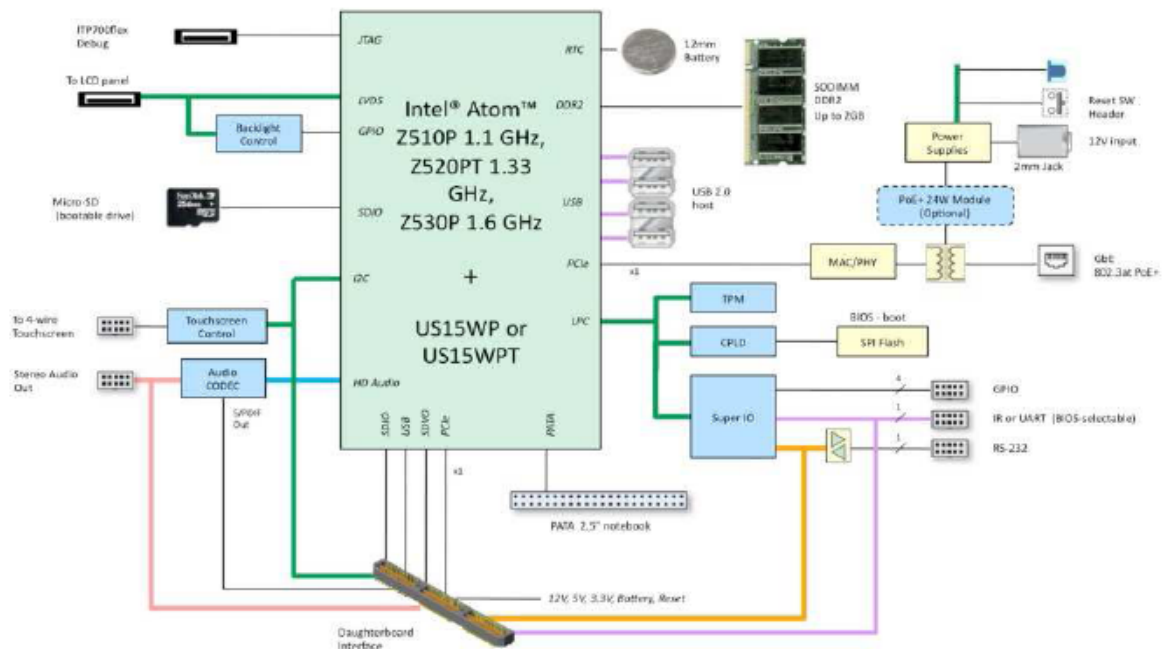 ITP700flex
Debug
To LCD panel
Backlight
Control
Micro-SD
(bootable drive)
To 4-wire
Touchscreen
Touchscreen
Control
Stereo Audio
Out
Audio
CODEC
S/PDIF
Out
JTAG
LVDS
GPIO
SDIO
I2C
HD Audio
Intel® Atom™
Z510P 1.1 GHz,
Z520PT 1.33
GHz,
Z530P 1.6 GHz
+
US15WP or
US15WPT
RTC
DDR2
USB
PCIe
LPC
SDIO
USB
SDVO
PCIe
PATA
x1
12mm
Battery
SODIMM
DDR2
Up to 2GB
USB 2.0
host
x1
Reset SW
Header
Power
Supplies
12V input
2mm Jack
PoE+ 24W Module
(Optional)
MAC/PHY
GbE
802.3at PoE+
TPM
BIOS - boot
CPLD
SPI Flash
Super IO
4
GPIO
1
IR or UART (BIOS-selectable)
1
RS-232
PATA 2.5" notebook
12V, 5V, 3.3V, Battery, Reset
Daughterboard
Interface